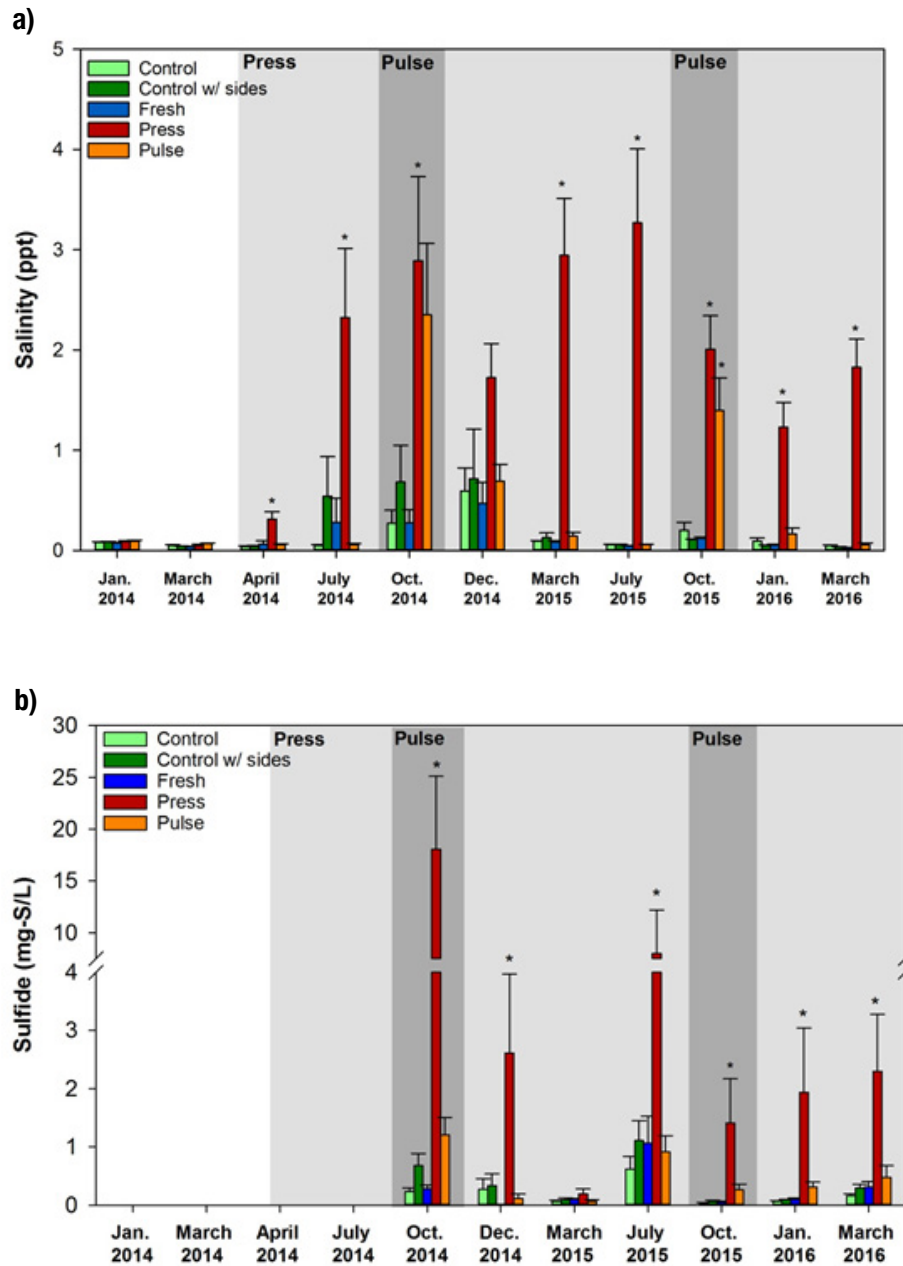 a)
Press
Pulse
Pulse
Control
Control w/ sides
Fresh
Press
Pulse
Salinity (ppt)
5
4
3
2
1
0
* * * * * * * * *
Jan. March April July Oct. Dec. March July Oct. Jan. March
2014 2014 2014 2014 2014 2014 2015 2015 2015 2016 2016
b)
Press
Pulse
Pulse
Control
Control w/ sides
Fresh
Press
Pulse
Sulfide (mg-S/L)
30
25
20
15
10
4
3
2
1
0
* * * * * *
Jan. March April July Oct. Dec. March July Oct. Jan. March
2014 2014 2014 2014 2014 2014 2015 2015 2015 2016 2016